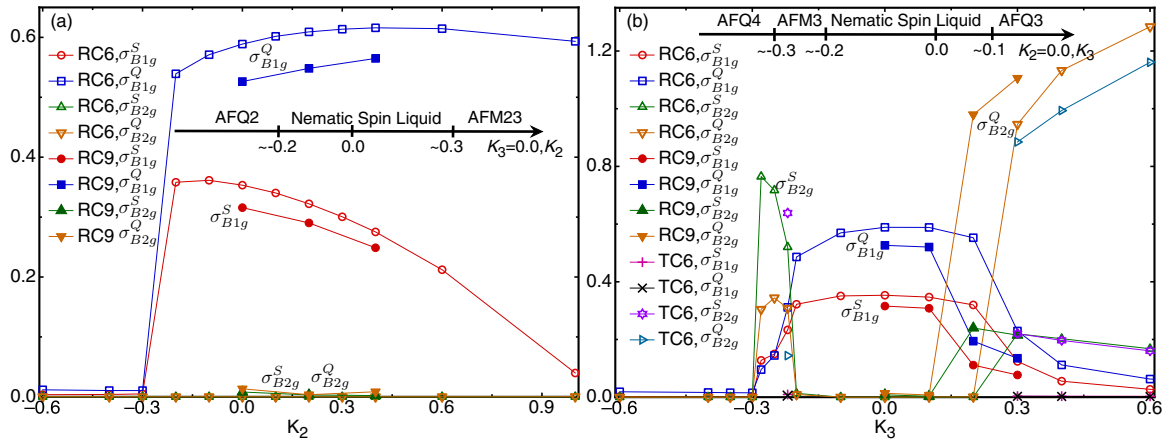 (a)
0.6
0.4
0.2
0.0
RC6,σ^S_{B1g}
RC6,σ^Q_{B1g}
RC6,σ^S_{B2g}
RC6,σ^Q_{B2g}
RC9,σ^S_{B1g}
RC9,σ^Q_{B1g}
RC9,σ^S_{B2g}
RC9 σ^Q_{B2g}
σ^Q_{B1g}
AFQ2 Nematic Spin Liquid AFM23
~-0.2 0.0 ~0.3 K_3=0.0,K_2
σ^S_{B1g}
σ^S_{B2g} σ^Q_{B2g}
−0.6 −0.3 0.0 0.3 0.6 0.9
K_2
(b)
1.2
0.8
0.4
0.0
AFQ4 AFM3 Nematic Spin Liquid AFQ3
~-0.3 ~-0.2 0.0 ~0.1 K_2=0.0,K_3
RC6,σ^S_{B1g}
RC6,σ^Q_{B1g}
RC6,σ^S_{B2g}
RC6,σ^Q_{B2g}
RC9,σ^S_{B1g}
RC9,σ^Q_{B1g}
RC9,σ^S_{B2g}
RC9,σ^Q_{B2g}
TC6,σ^S_{B1g}
TC6,σ^Q_{B1g}
TC6,σ^S_{B2g}
TC6,σ^Q_{B2g}
σ^Q_{B2g}
σ^S_{B2g}
σ^Q_{B1g}
σ^S_{B1g}
−0.6 −0.3 0.0 0.3 0.6
K_3